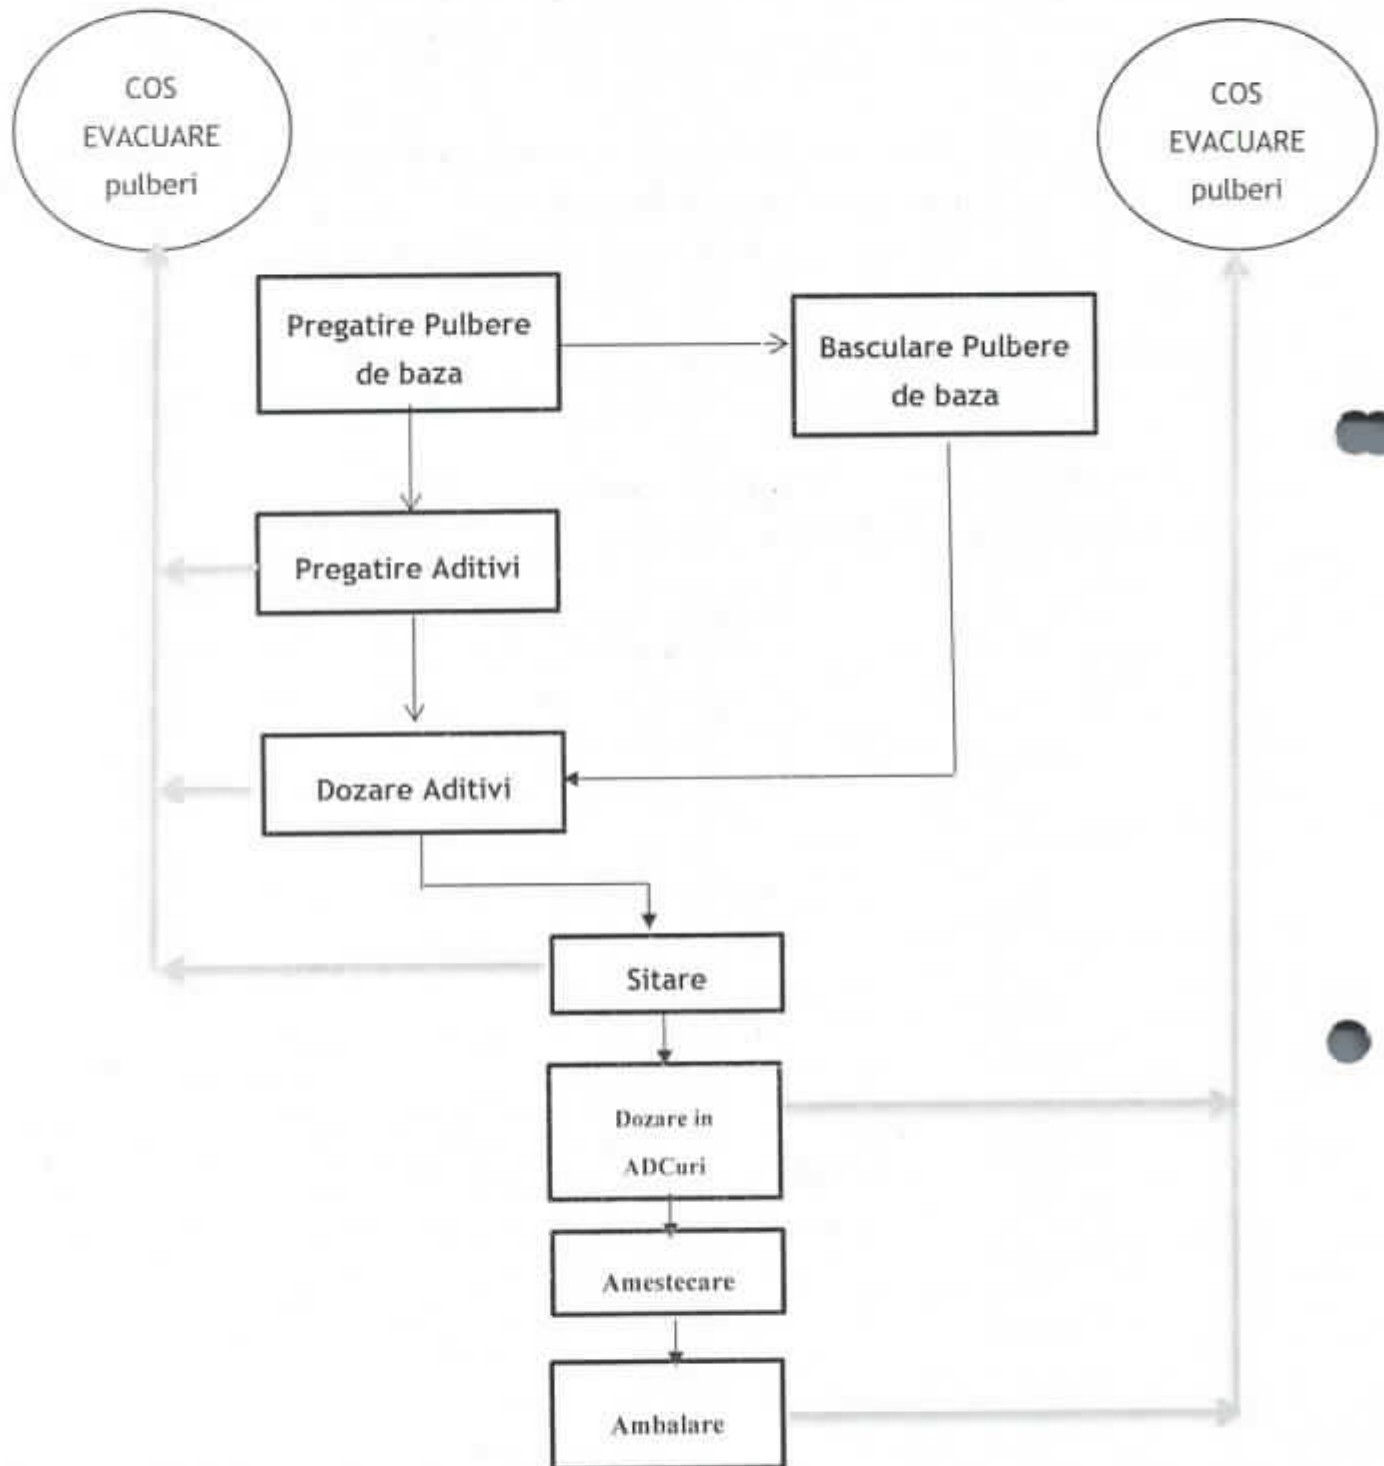 COS
EVACUARE
pulberi
COS
EVACUARE
pulberi
Pregatire Pulbere
de baza
Basculare Pulbere
de baza
Pregatire Aditivi
Dozare Aditivi
Sitare
Dozare in
ADCuri
Amestecare
Ambalare